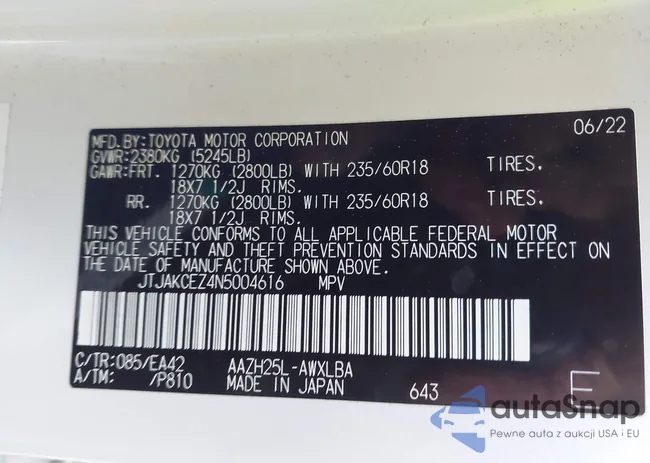 MFD.BY:TOYOTA MOTOR CORPORATION 06/22
GVWR:2380KG (5245LB)
GAWR:FRT. 1270KG (2800LB) WITH 235/60R18 TIRES.
18X7 1/2J RIMS.
RR. 1270KG (2800LB) WITH 235/60R18 TIRES.
18X7 1/2J RIMS.
THIS VEHICLE CONFORMS TO ALL APPLICABLE FEDERAL MOTOR
VEHICLE SAFETY AND THEFT PREVENTION STANDARDS IN EFFECT ON
THE DATE OF MANUFACTURE SHOWN ABOVE.
JTJAKCEZ4N5004616 MPV
C/TR:085/EA42 AAZH25L-AWXLBA
A/TM: /P810 MADE IN JAPAN 643 E
autaSnap
Pewne auta z aukcji USA i EU